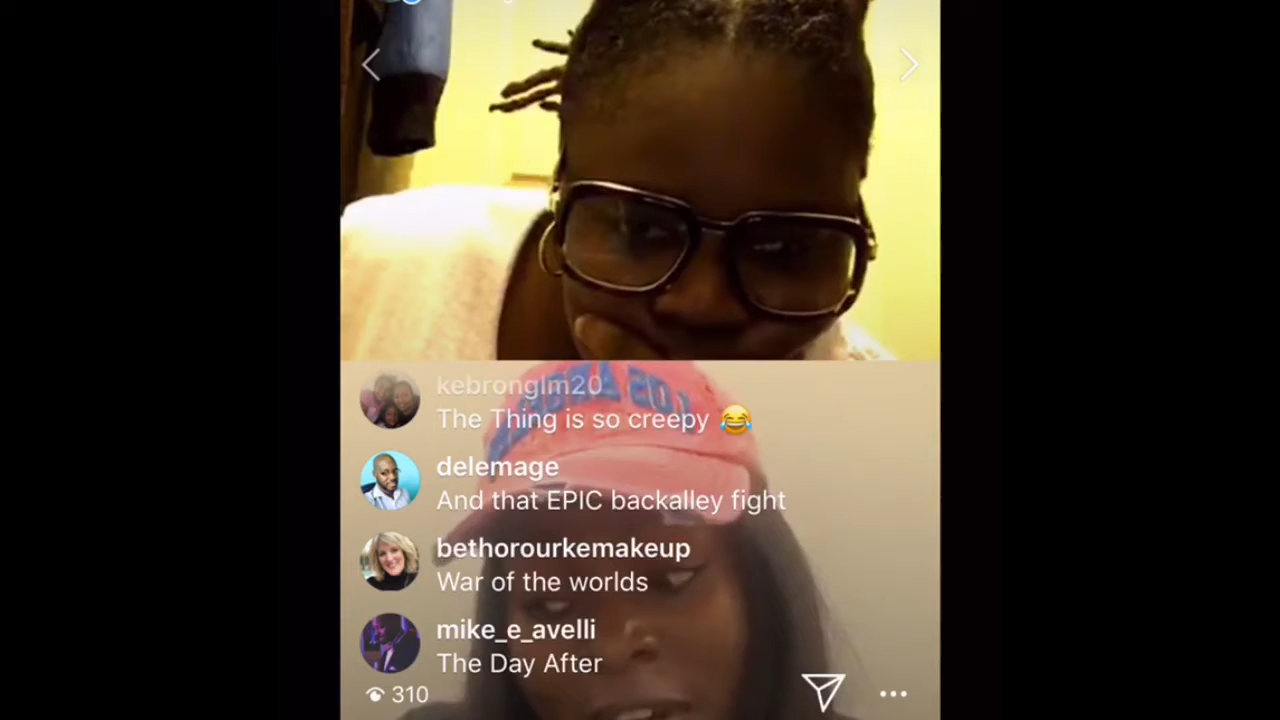 kebronglm20
The Thing is so creepy 😂
delemage
And that EPIC backalley fight
bethorourkemakeup
War of the worlds
mike_e_avelli
The Day After
310